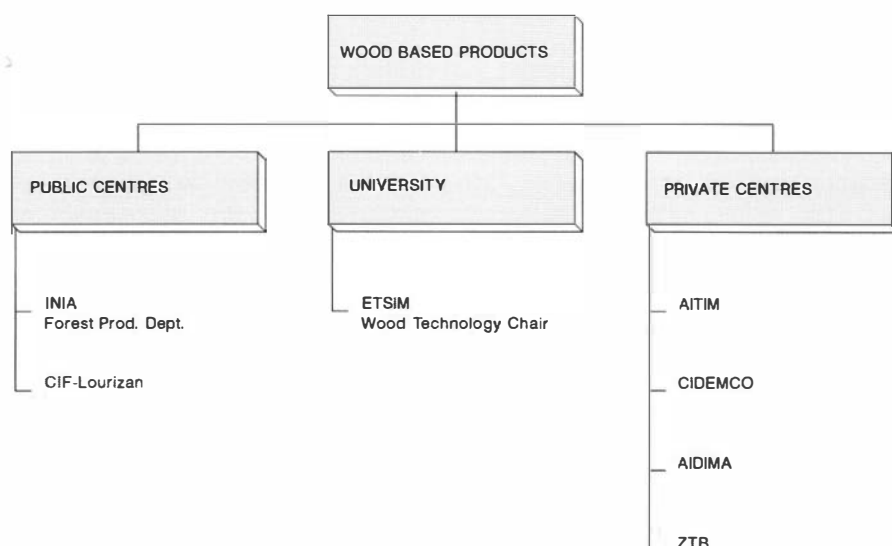 WOOD BASED PRODUCTS
PUBLIC CENTRES
UNIVERSITY
PRIVATE CENTRES
INIA
Forest Prod. Dept.
CIF-Lourizan
ETSIM
Wood Technology Chair
AITIM
CIDEMCO
AIDIMA
ZTB